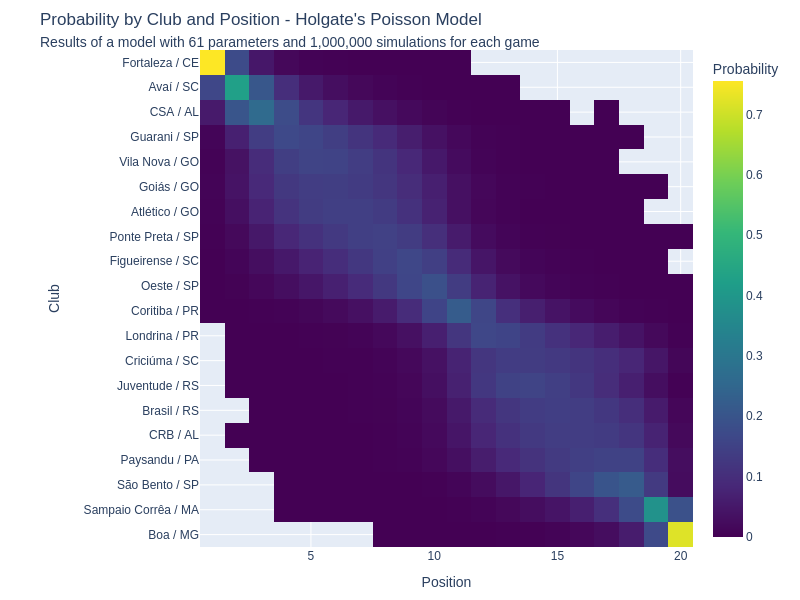 Probability by Club and Position - Holgate's Poisson Model
Results of a model with 61 parameters and 1,000,000 simulations for each game
Probability
Fortaleza / CE
Avaí / SC
CSA / AL
Guarani / SP
Vila Nova / GO
Goiás / GO
Atlético / GO
Ponte Preta / SP
Figueirense / SC
Oeste / SP
Coritiba / PR
Londrina / PR
Criciúma / SC
Juventude / RS
Brasil / RS
CRB / AL
Paysandu / PA
São Bento / SP
Sampaio Corrêa / MA
Boa / MG
Club
5
10
15
20
Position
0.7
0.6
0.5
0.4
0.3
0.2
0.1
0